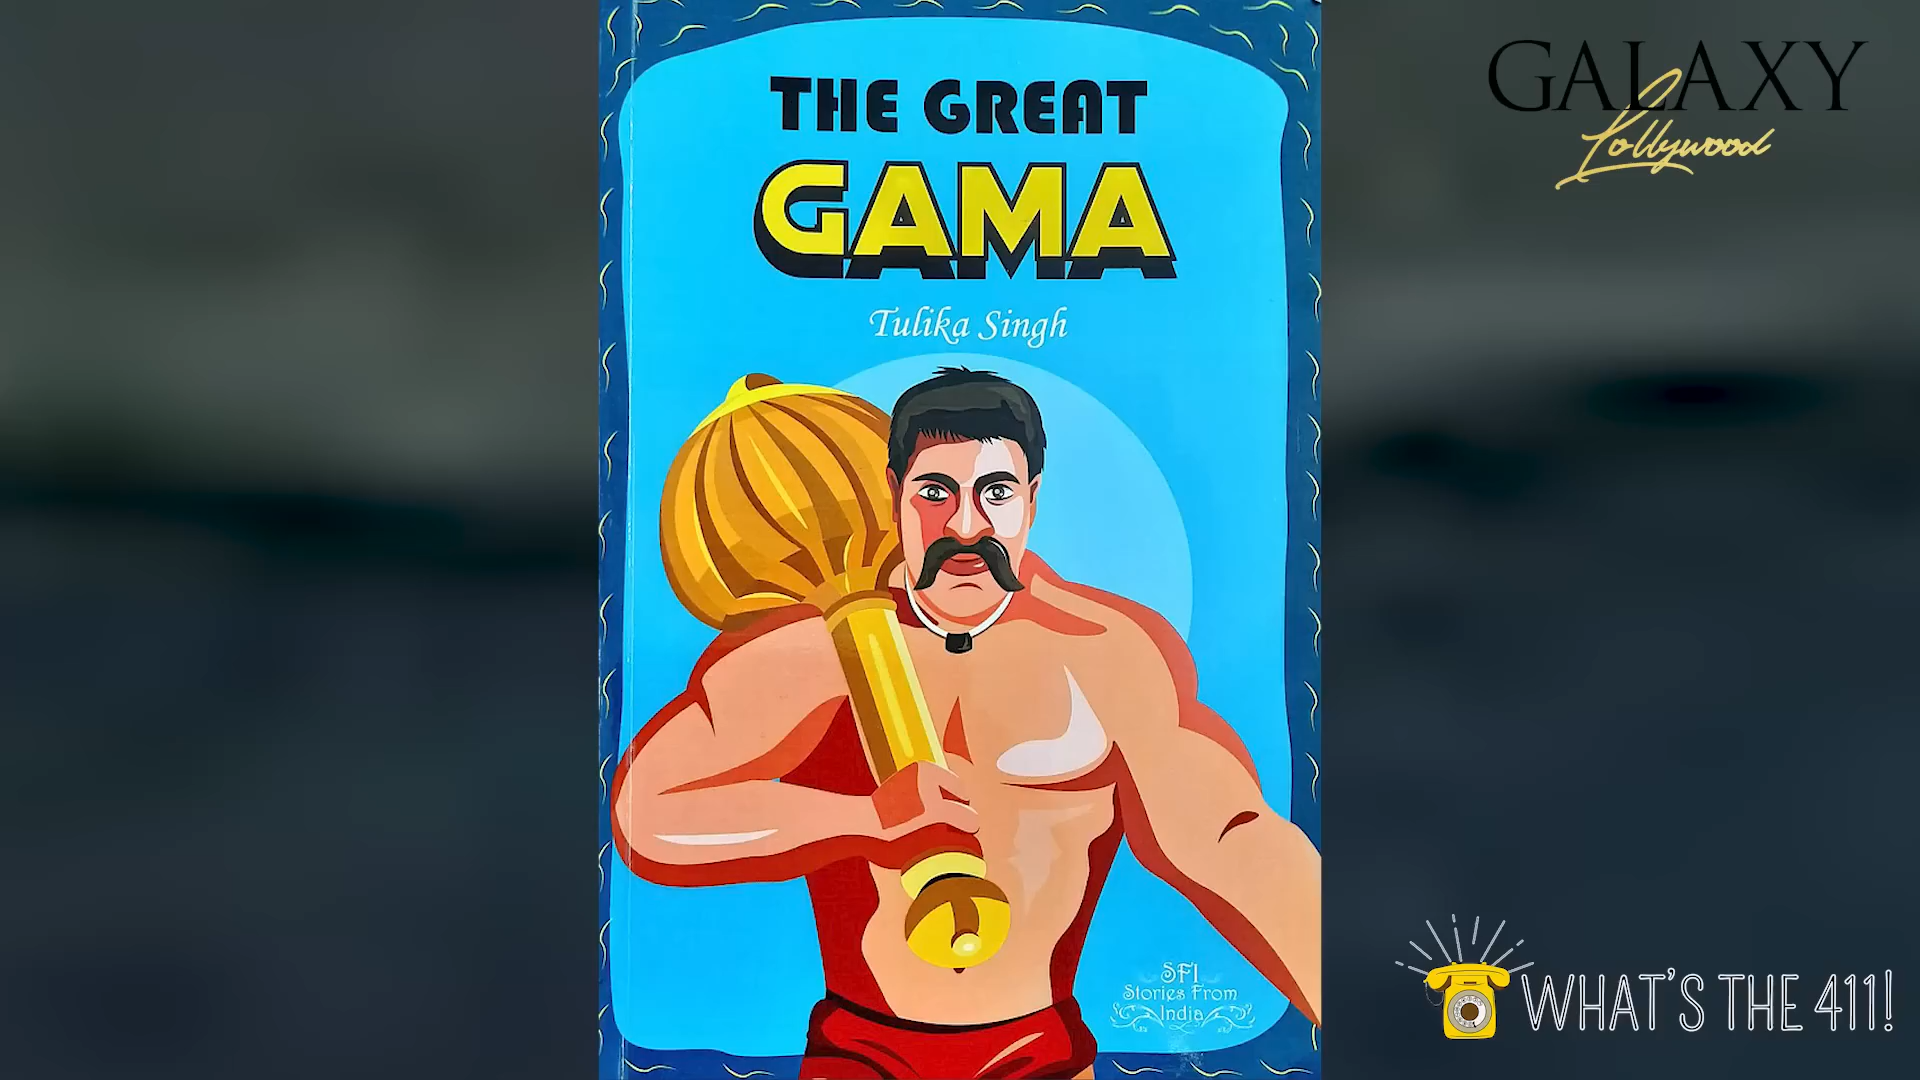 THE GREAT
GAMA
Tulika Singh
SFI
Stories From
India
GALAXY
Lollywood
WHAT'S THE 411!